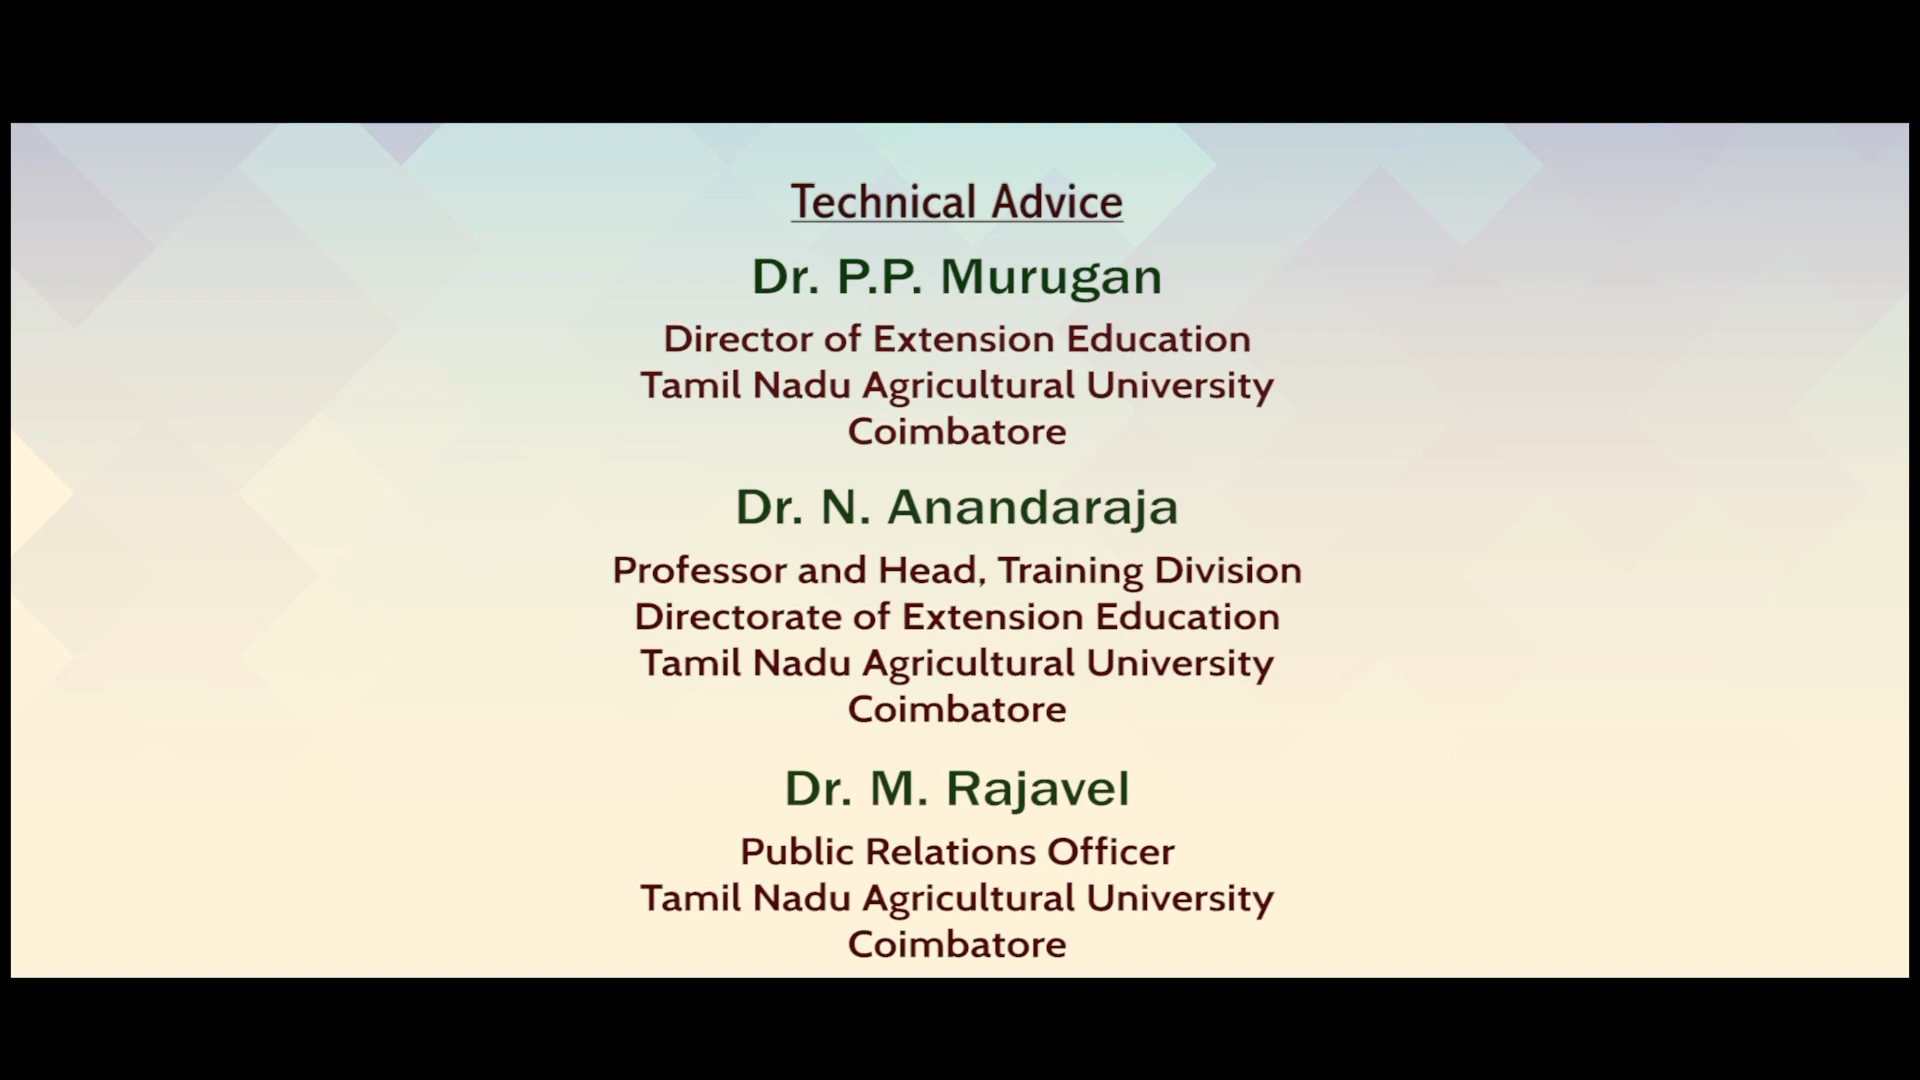 Technical Advice
Dr. P.P. Murugan
Director of Extension Education
Tamil Nadu Agricultural University
Coimbatore
Dr. N. Anandaraja
Professor and Head, Training Division
Directorate of Extension Education
Tamil Nadu Agricultural University
Coimbatore
Dr. M. Rajavel
Public Relations Officer
Tamil Nadu Agricultural University
Coimbatore